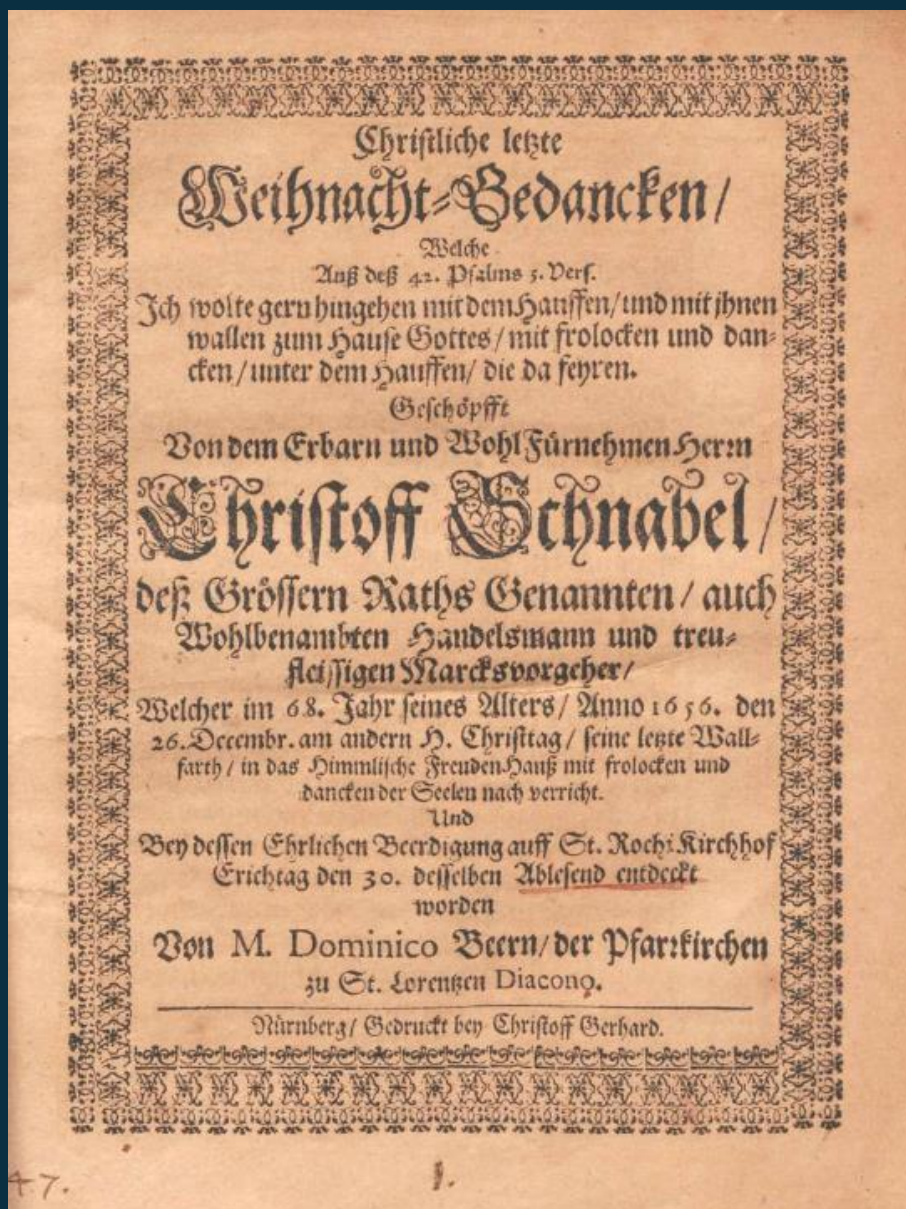 Christliche letzte
Weihnacht-Gedancken/
Welche
Auß deß 42. Psalms 5. Vers.
Ich wolte gern hingehen mit dem Hauffen/ und mit ihnen
wallen zum Hause Gottes/ mit frolocken und dan-
cken/ unter dem Hauffen/ die da feyren.
Geschöpfft
Von dem Erbarn und WohlFürnehmen Herrn
Christoff Schnabel/
deß Grössern Raths Genannten/ auch
Wohlbenambten Handelsmann und treu-
fleissigen Marcksvorgeher/
Welcher im 68. Jahr seines Alters/ Anno 1656. den
26. Decembr. am andern H. Christtag/ seine letzte Wall-
farth/ in das Himmlische FreudenHauß mit frolocken und
dancken der Seelen nach verricht.
Und
Bey dessen Ehrlichen Beerdigung auff St. Rochi Kirchhof
Erichtag den 30. desselben Ablesend entdeckt
worden
Von M. Dominico Beern/ der Pfarrkirchen
zu St. Lorentzen Diacono.
Nürnberg/ Gedruckt bey Christoff Gerhard.
47.
1.